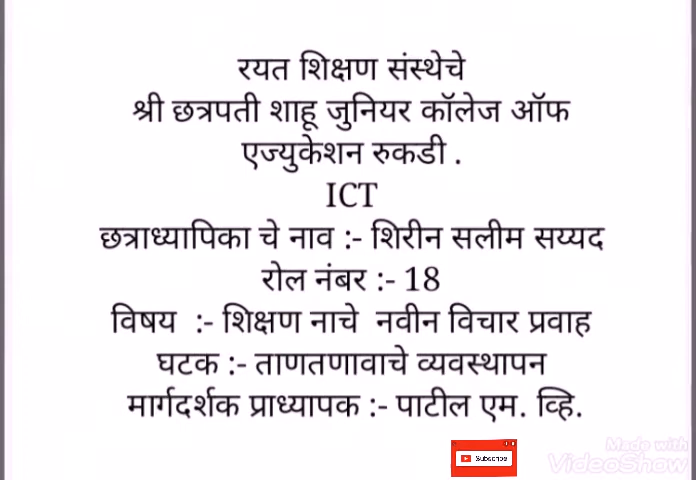 रयत शिक्षण संस्थेचे
श्री छत्रपती शाहू जुनियर कॉलेज ऑफ
एज्युकेशन रुकडी .
ICT
छत्राध्यापिका चे नाव :- शिरीन सलीम सय्यद
रोल नंबर :- 18
विषय :- शिक्षण नाचे नवीन विचार प्रवाह
घटक :- ताणतणावाचे व्यवस्थापन
मार्गदर्शक प्राध्यापक :- पाटील एम. व्हि.
Subscribe
Made with
VideoShow